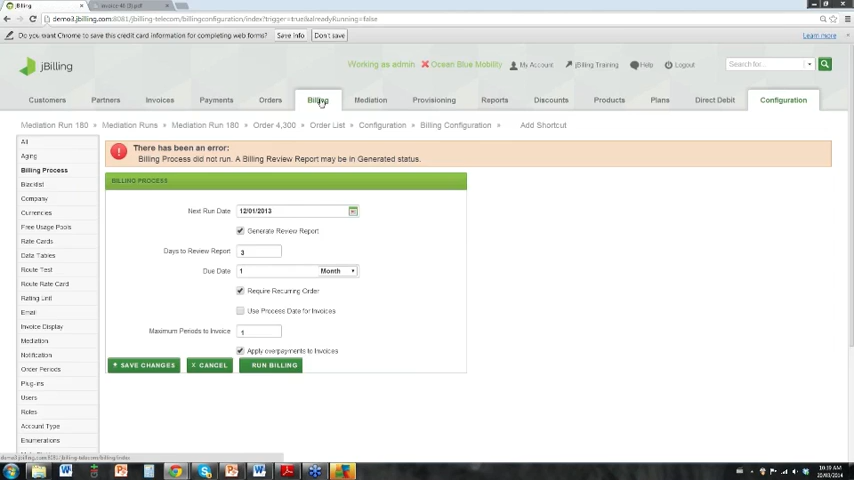 jBilling
invoice-4618.pdf
demo3.jbilling.com:8081/jbilling-telecom/billingconfiguration/index?trigger=true&alreadyRunning=false
Do you want Chrome to save this credit card information for completing web forms? Save Info Don't save Learn more
jBilling
Working as admin Ocean Blue Mobility My Account jBilling Training Help Logout Search for...
Customers Partners Invoices Payments Orders Billing Mediation Provisioning Reports Discounts Products Plans Direct Debit Configuration
Mediation Run 180 » Mediation Runs » Mediation Run 180 » Order 4,300 » Order List » Configuration » Billing Configuration » Add Shortcut
All
Aging
Billing Process
Blacklist
Company
Currencies
Free Usage Pools
Rate Cards
Data Tables
Route Test
Route Rate Card
Rating Unit
Email
Invoice Display
Mediation
Notification
Order Periods
Plug-ins
Users
Roles
Account Type
Enumerations
There has been an error:
Billing Process did not run. A Billing Review Report may be in Generated status.
BILLING PROCESS
Next Run Date 12/01/2013
Generate Review Report
Days to Review Report 3
Due Date 1 Month
Require Recurring Order
Use Process Date for Invoices
Maximum Periods to Invoice 1
Apply overpayments to Invoices
SAVE CHANGES X CANCEL RUN BILLING
demo3.jbilling.com:8081/jbilling-telecom/billing/index
10:39 AM
20/03/2014